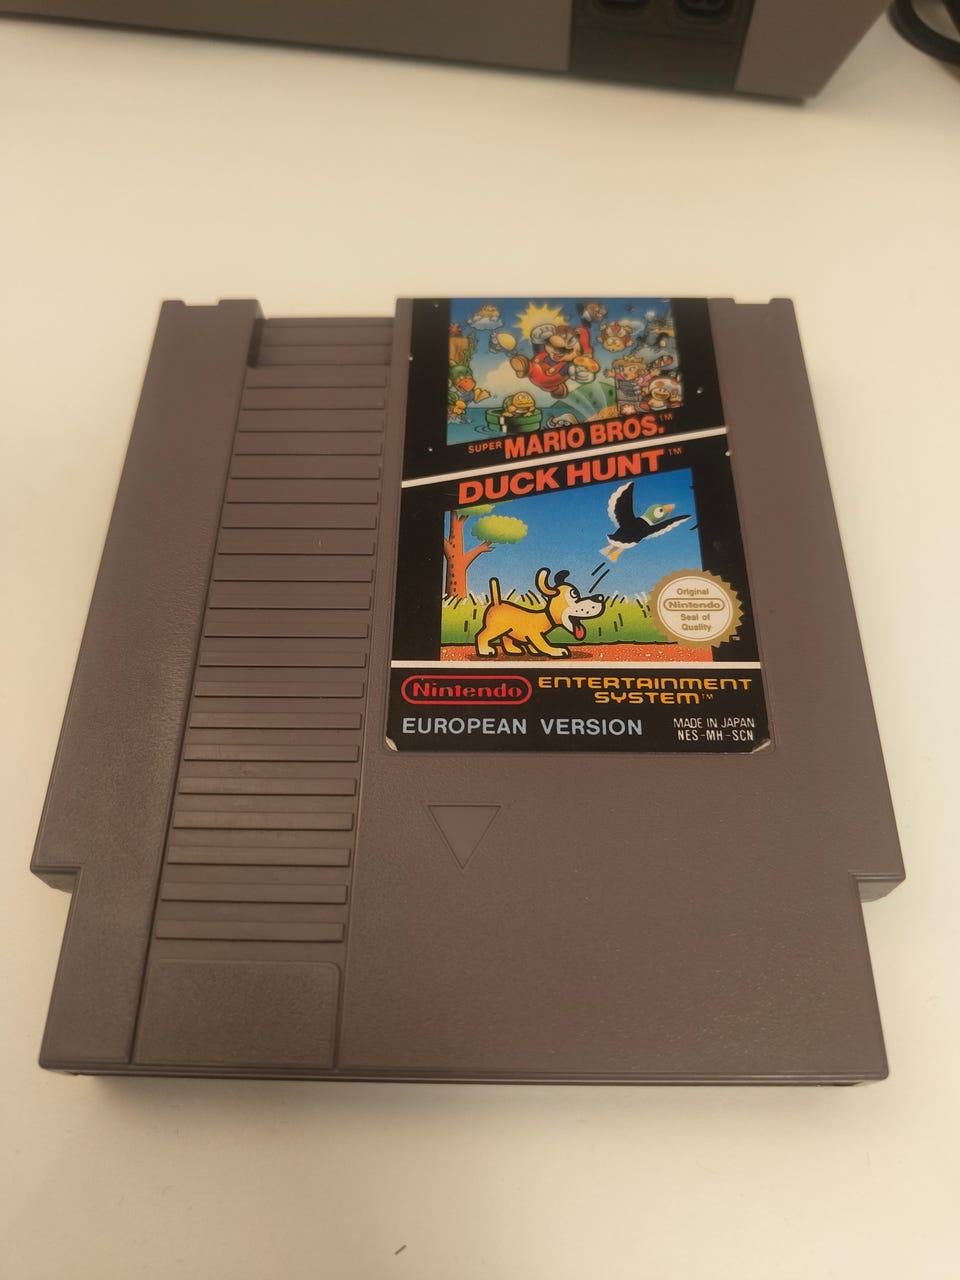 SUPER MARIO BROS.™
DUCK HUNT™
Original
Nintendo
Seal of
Quality
™
Nintendo ENTERTAINMENT
SYSTEM™
EUROPEAN VERSION
MADE IN JAPAN
NES-MH-SCN